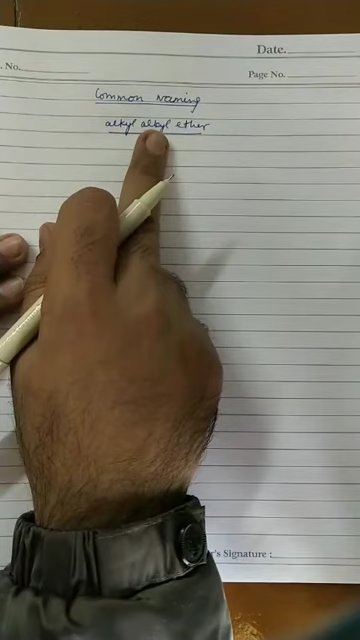 Date.
. No.
Page No.
Common Naming
alkyl alkyl ether
r's Signature :